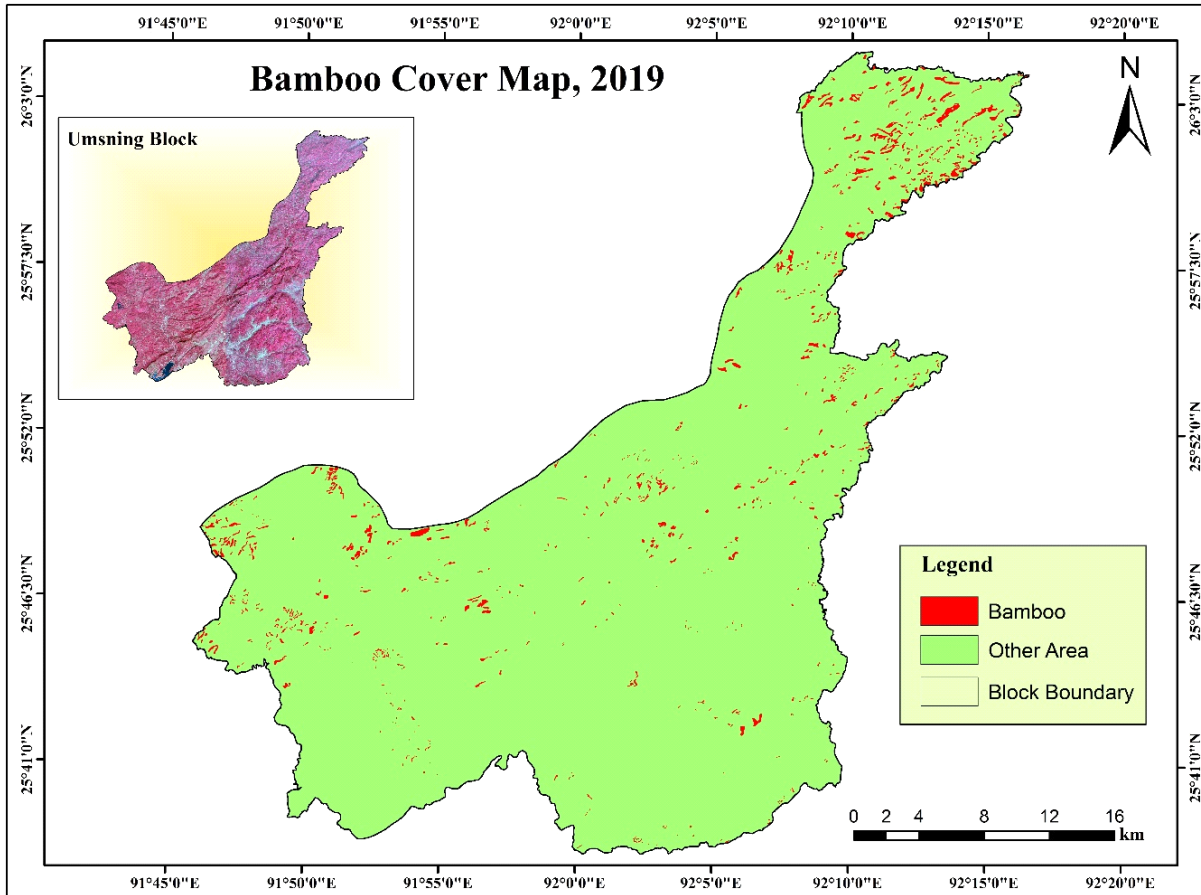 91°45'0"E 91°50'0"E 91°55'0"E 92°0'0"E 92°5'0"E 92°10'0"E 92°15'0"E 92°20'0"E
Bamboo Cover Map, 2019
N
Umsning Block
26°3'0"N 26°3'0"N
25°57'30"N 25°57'30"N
25°52'0"N 25°52'0"N
25°46'30"N 25°46'30"N
25°41'0"N 25°41'0"N
Legend
Bamboo
Other Area
Block Boundary
0 2 4 8 12 16
km
91°45'0"E 91°50'0"E 91°55'0"E 92°0'0"E 92°5'0"E 92°10'0"E 92°15'0"E 92°20'0"E